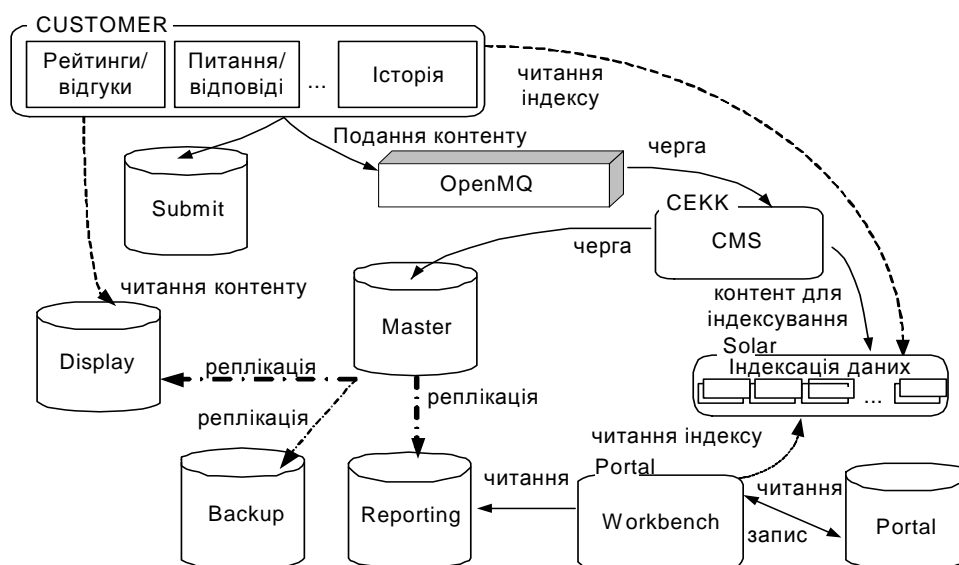 CUSTOMER
Рейтинги/
відгуки
Питання/
відповіді
...
Історія
читання
індексу
Подання контенту
OpenMQ
черга
Submit
СЕКК
CMS
черга
читання контенту
Master
контент для
індексування
Display
Solar
Індексація даних
...
реплікація
реплікація
реплікація
читання індексу
Portal
читання
Workbench
читання
запис
Backup
Reporting
Portal